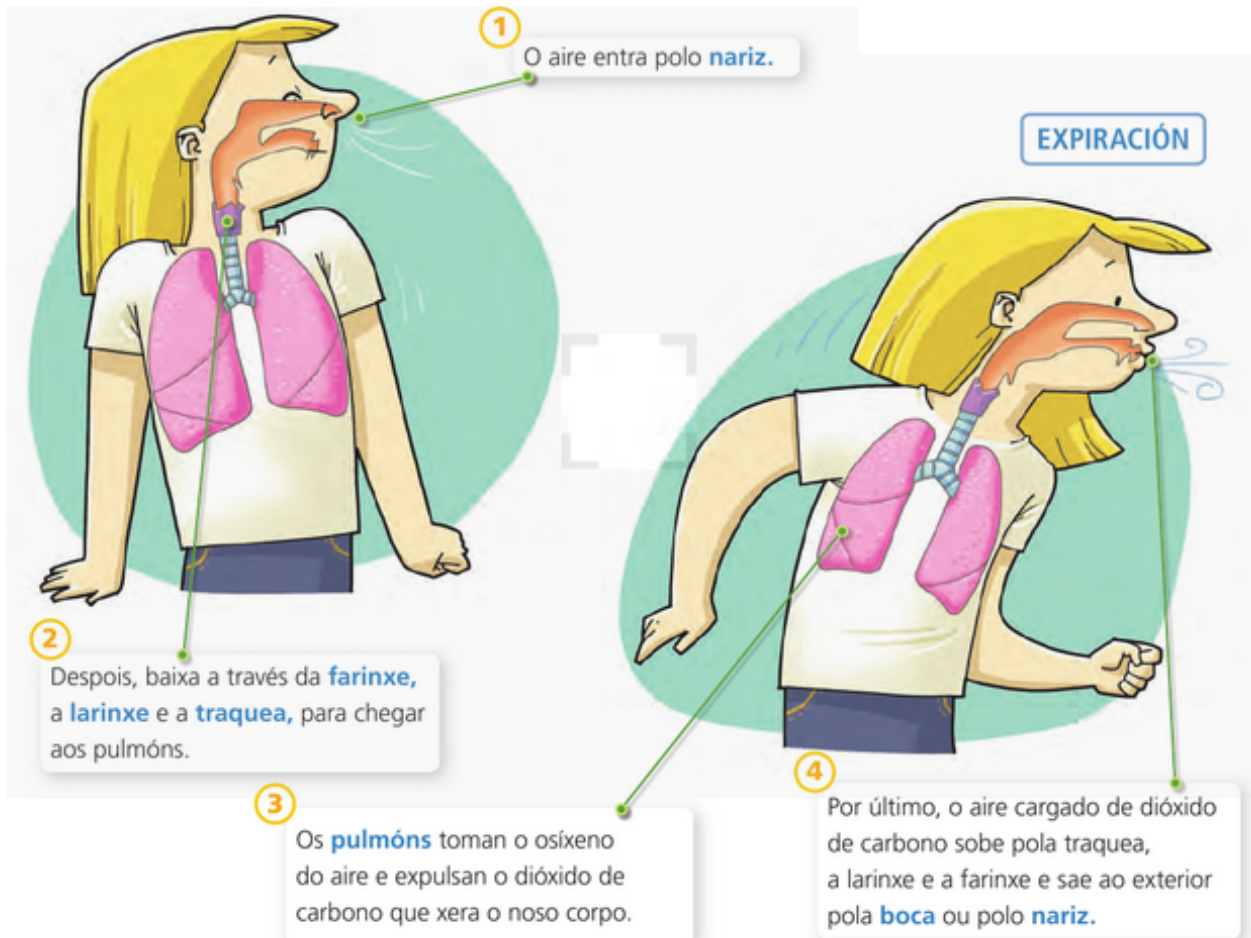 1
O aire entra polo nariz.
EXPIRACIÓN
2
Despois, baixa a través da farinxe,
a larinxe e a traquea, para chegar
aos pulmóns.
3
Os pulmóns toman o osíxeno
do aire e expulsan o dióxido de
carbono que xera o noso corpo.
4
Por último, o aire cargado de dióxido
de carbono sobe pola traquea,
a larinxe e a farinxe e sae ao exterior
pola boca ou polo nariz.